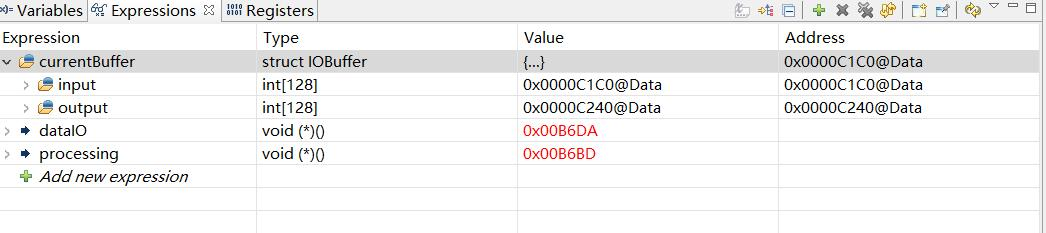 (x)= Variables Expressions Registers
Expression Type Value Address
currentBuffer struct IOBuffer {...} 0x0000C1C0@Data
input int[128] 0x0000C1C0@Data 0x0000C1C0@Data
output int[128] 0x0000C240@Data 0x0000C240@Data
dataIO void (*)() 0x00B6DA
processing void (*)() 0x00B6BD
Add new expression